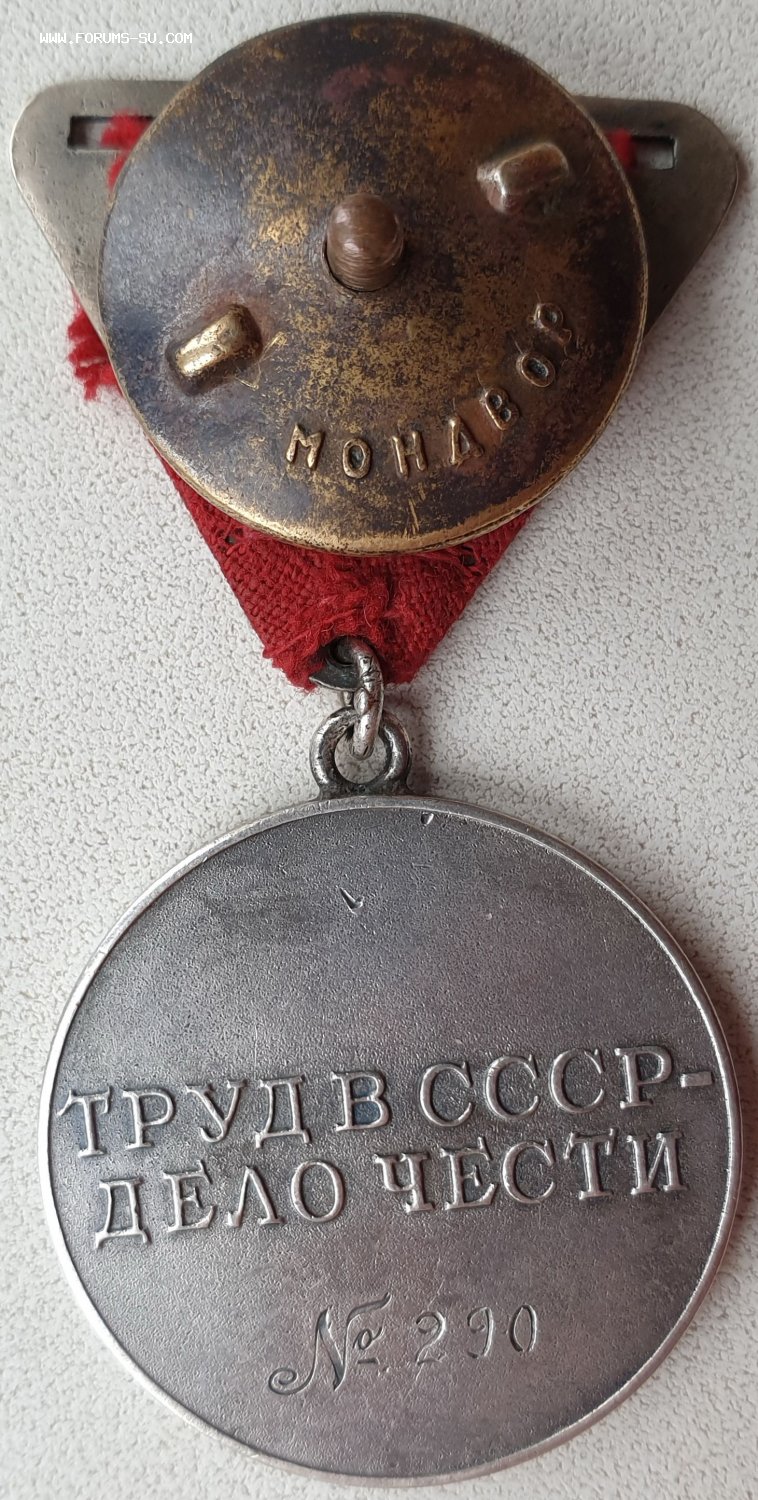 WWW.FORUMS-SU.COM
МОНДВОР
ТРУД В СССР-
ДЕЛО ЧЕСТИ
№ 290